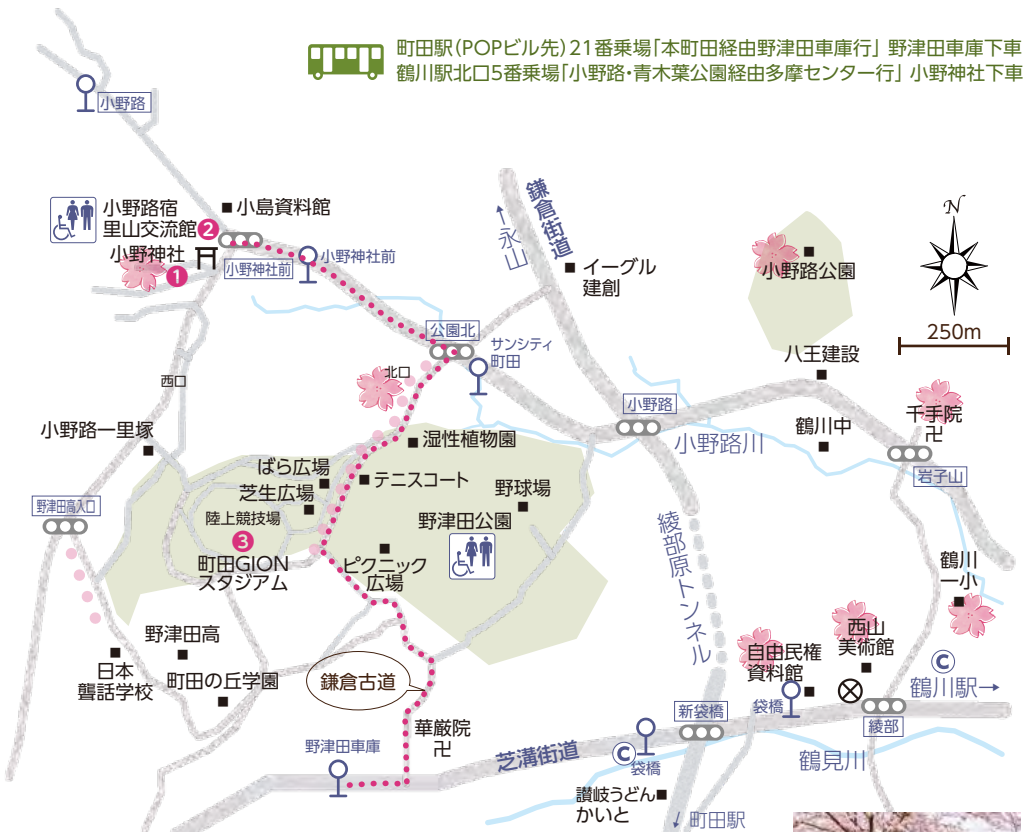 町田駅(POPビル先)21番乗場「本町田経由野津田車庫行」 野津田車庫下車
鶴川駅北口5番乗場「小野路・青木葉公園経由多摩センター行」 小野神社下車
小野路
小野路宿
里山交流館
2
小島資料館
小野神社
1
小野神社前
小野神社前
鎌倉街道
←永山
イーグル
建創
小野路公園
N
250m
公園北
サンシティ
町田
八王建設
西口
北口
小野路
小野路川
鶴川中
千手院
卍
岩子山
小野路一里塚
湿性植物園
ばら広場
芝生広場
テニスコート
野球場
野津田高入口
陸上競技場
3
町田GION
スタジアム
野津田公園
ピクニック
広場
綾部原トンネル
鶴川
一小
野津田高
日本
聾話学校
町田の丘学園
鎌倉古道
自由民権
資料館
西山
美術館
C
鶴川駅→
華厳院
卍
新袋橋
袋橋
綾部
野津田車庫
芝溝街道
C
袋橋
鶴見川
讃岐うどん
かいと
↓町田駅